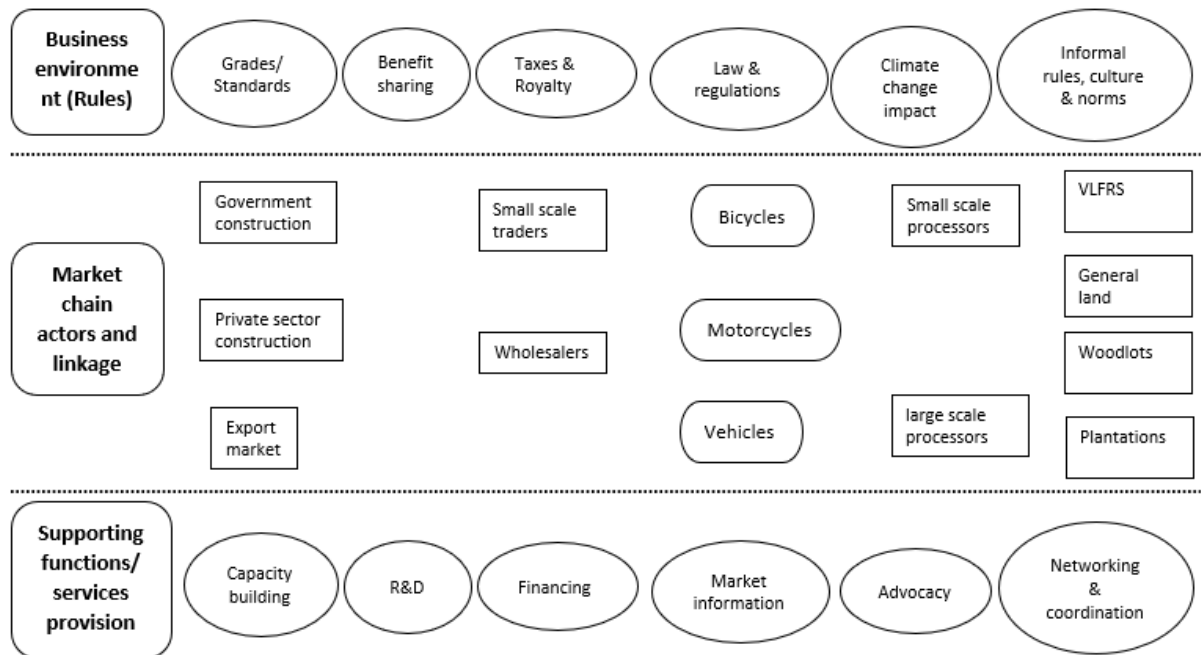 Business
environme
nt (Rules)
Grades/
Standards
Benefit
sharing
Taxes &
Royalty
Law &
regulations
Climate
change
impact
Informal
rules, culture
& norms
Market
chain
actors and
linkage
Government
construction
Private sector
construction
Export
market
Small scale
traders
Wholesalers
Bicycles
Motorcycles
Vehicles
Small scale
processors
large scale
processors
VLFRS
General
land
Woodlots
Plantations
Supporting
functions/
services
provision
Capacity
building
R&D
Financing
Market
information
Advocacy
Networking
&
coordination